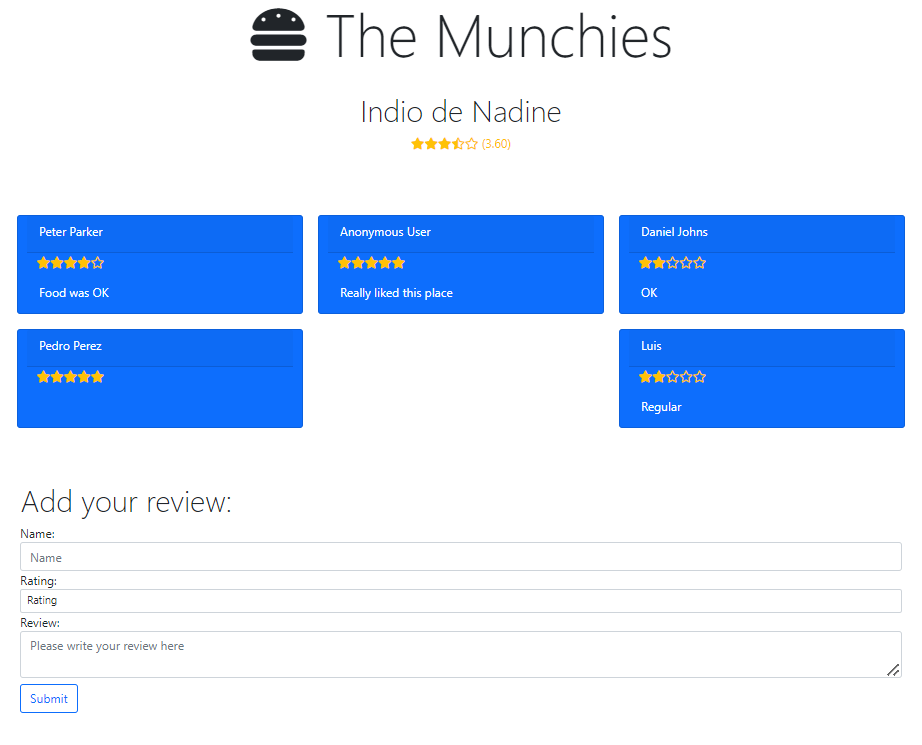 The Munchies
Indio de Nadine
(3.60)
Peter Parker
Food was OK
Anonymous User
Really liked this place
Daniel Johns
OK
Pedro Perez
Luis
Regular
Add your review:
Name:
Name
Rating:
Rating
Review:
Please write your review here
Submit